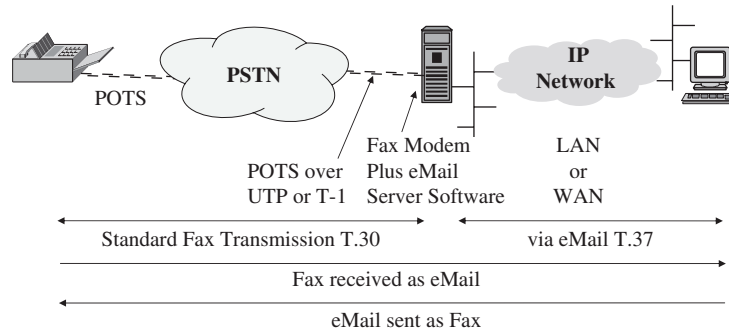 POTS
PSTN
IP
Network
POTS over
UTP or T-1
Fax Modem
Plus eMail
Server Software
LAN
or
WAN
Standard Fax Transmission T.30
via eMail T.37
Fax received as eMail
eMail sent as Fax